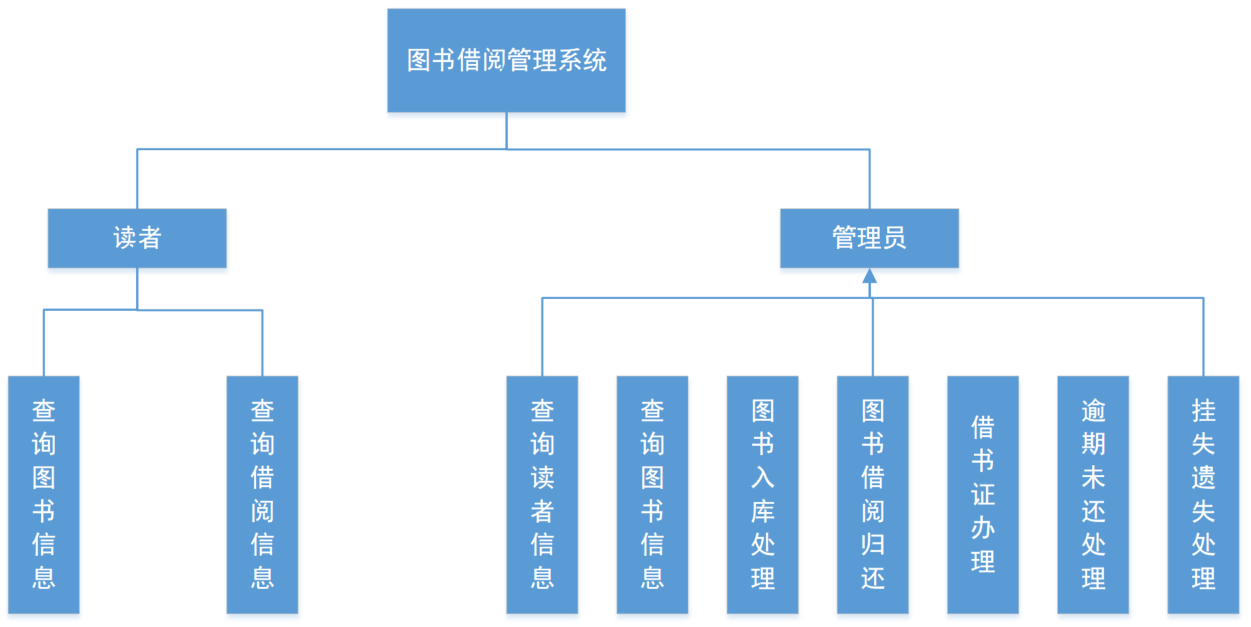 图书借阅管理系统
读者
管理员
查询图书信息
查询借阅信息
查询读者信息
查询图书信息
图书入库处理
图书借阅归还
借书证办理
逾期未还处理
挂失遗失处理